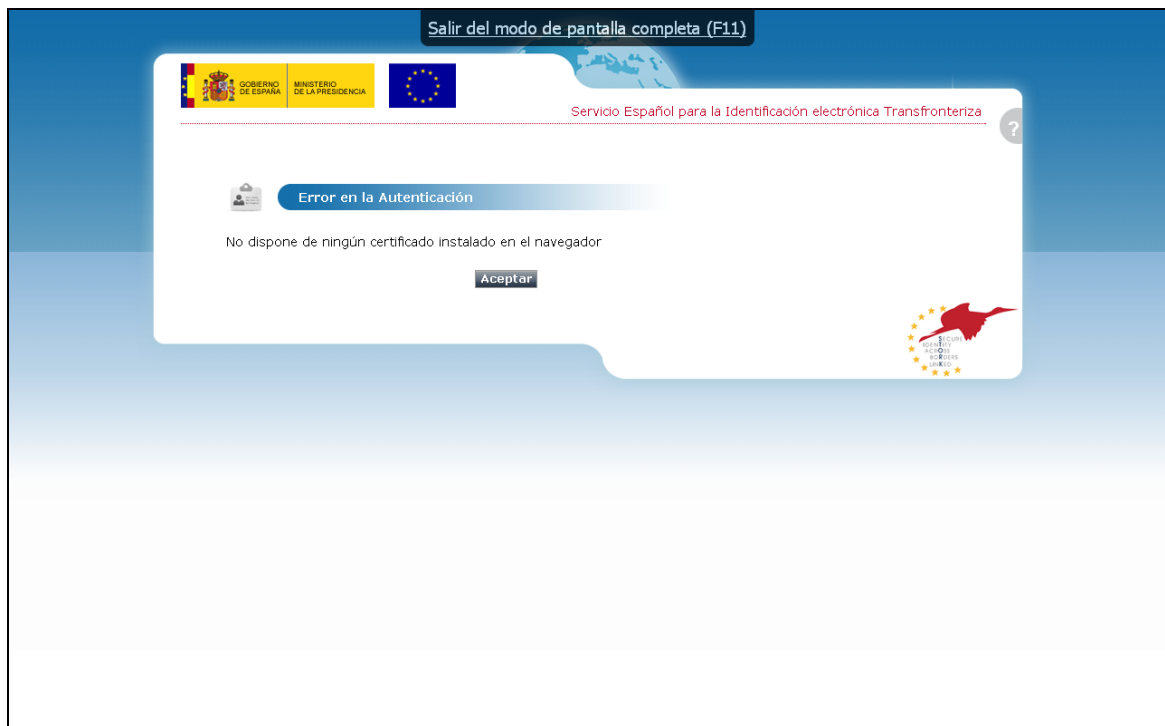 Salir del modo de pantalla completa (F11)
GOBIERNO
DE ESPAÑA
MINISTERIO
DE LA PRESIDENCIA
Servicio Español para la Identificación electrónica Transfronteriza
?
Error en la Autenticación
No dispone de ningún certificado instalado en el navegador
Aceptar
SECURE
IDENTITY
ACROSS
BORDERS
LINKED